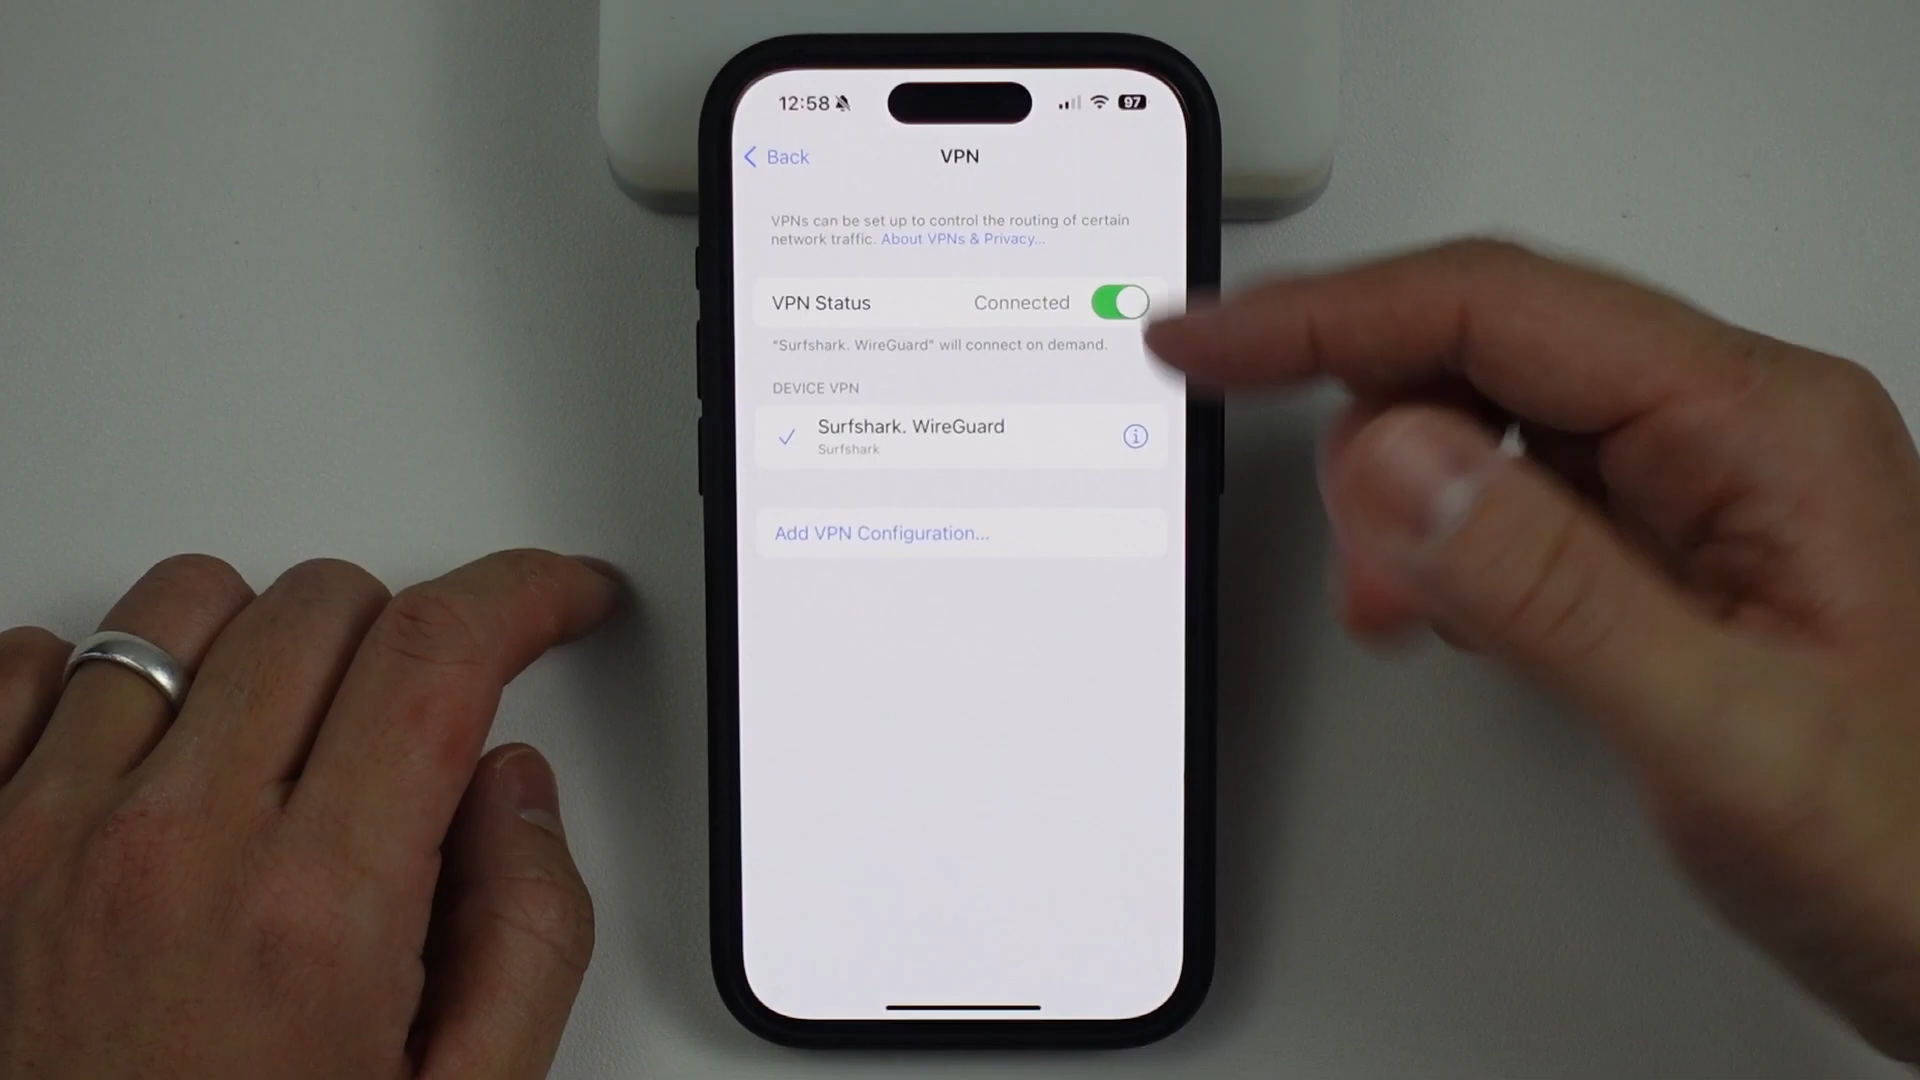 12:58
97
Back
VPN
VPNs can be set up to control the routing of certain
network traffic. About VPNs & Privacy...
VPN Status Connected
"Surfshark. WireGuard" will connect on demand.
DEVICE VPN
Surfshark. WireGuard
Surfshark
Add VPN Configuration...